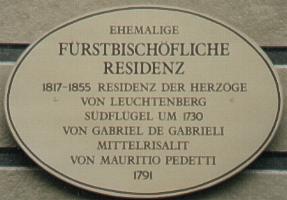 EHEMALIGE
FÜRSTBISCHÖFLICHE
RESIDENZ
1817-1855 RESIDENZ DER HERZÖGE
VON LEUCHTENBERG
SÜDFLÜGEL UM 1730
VON GABRIEL DE GABRIELI
MITTELRISALIT
VON MAURITIO PEDETTI
1791